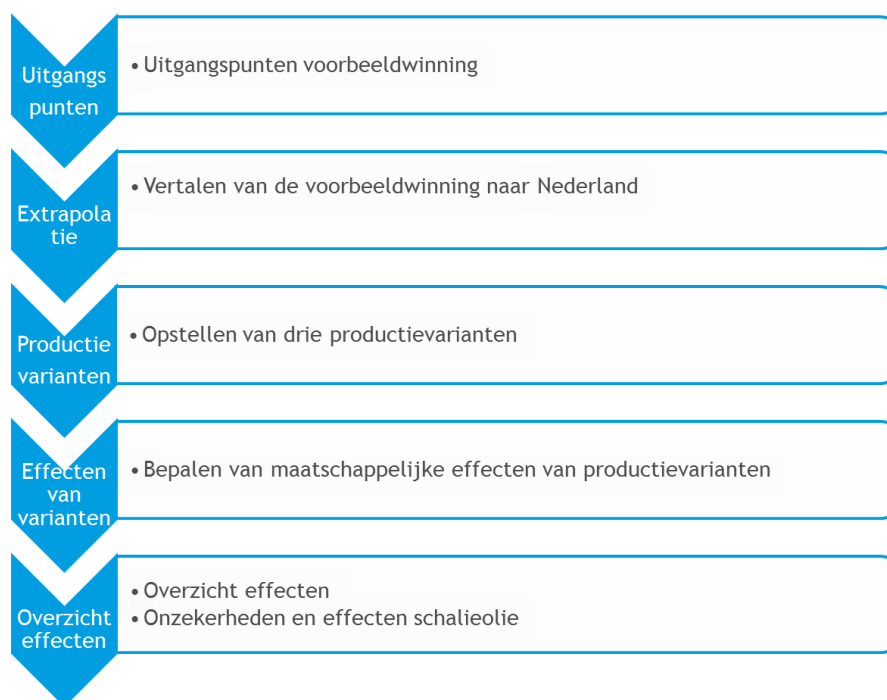 Uitgangs
punten
• Uitgangspunten voorbeeldwinning
Extrapola
tie
• Vertalen van de voorbeeldwinning naar Nederland
Productie
varianten
• Opstellen van drie productievarianten
Effecten
van
varianten
• Bepalen van maatschappelijke effecten van productievarianten
Overzicht
effecten
• Overzicht effecten
• Onzekerheden en effecten schalieolie